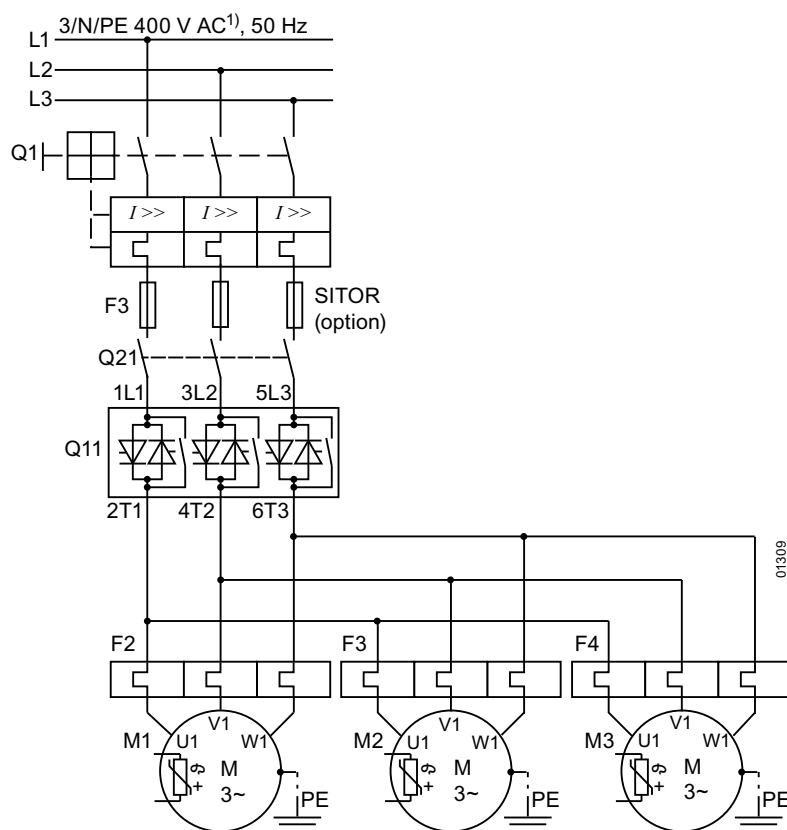 3/N/PE 400 V AC¹⁾, 50 Hz
L1
L2
L3
Q1
I >> I >> I >>
F3 SITOR
(option)
Q21
1L1 3L2 5L3
Q11
2T1 4T2 6T3
01309
F2 F3 F4
M1 U1 V1 W1 M2 U1 V1 W1 M3 U1 V1 W1
ϑ M ϑ M ϑ M
+ 3~ PE + 3~ PE + 3~ PE